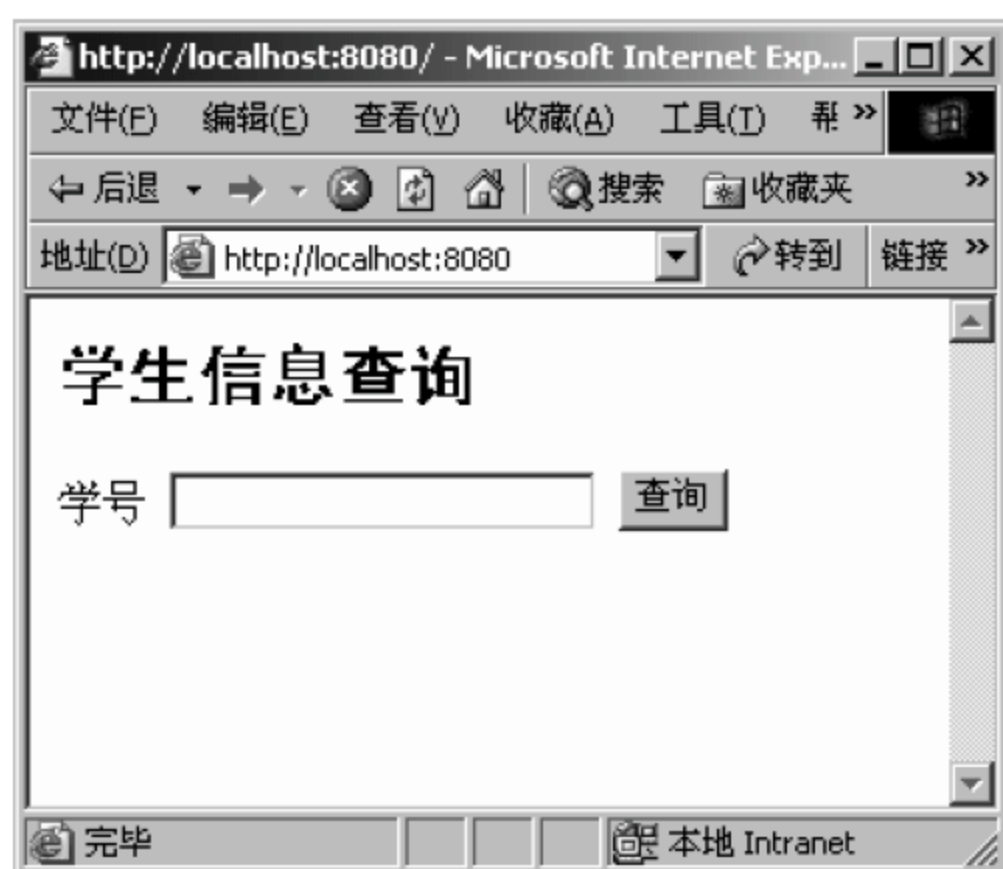 http://localhost:8080/ - Microsoft Internet Exp...
文件(F) 编辑(E) 查看(V) 收藏(A) 工具(T) »
后退 搜索 收藏夹 »
地址(D) http://localhost:8080 转到 链接 »
学生信息查询
学号 查询
完毕 本地 Intranet